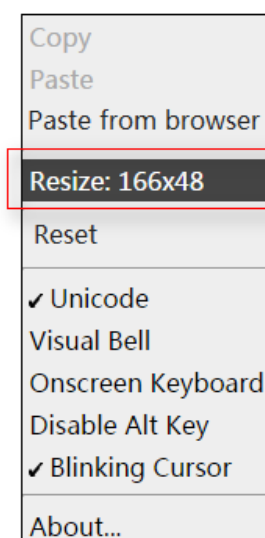 Copy
Paste
Paste from browser
Resize: 166x48
Reset
✔ Unicode
Visual Bell
Onscreen Keyboard
Disable Alt Key
✔ Blinking Cursor
About...